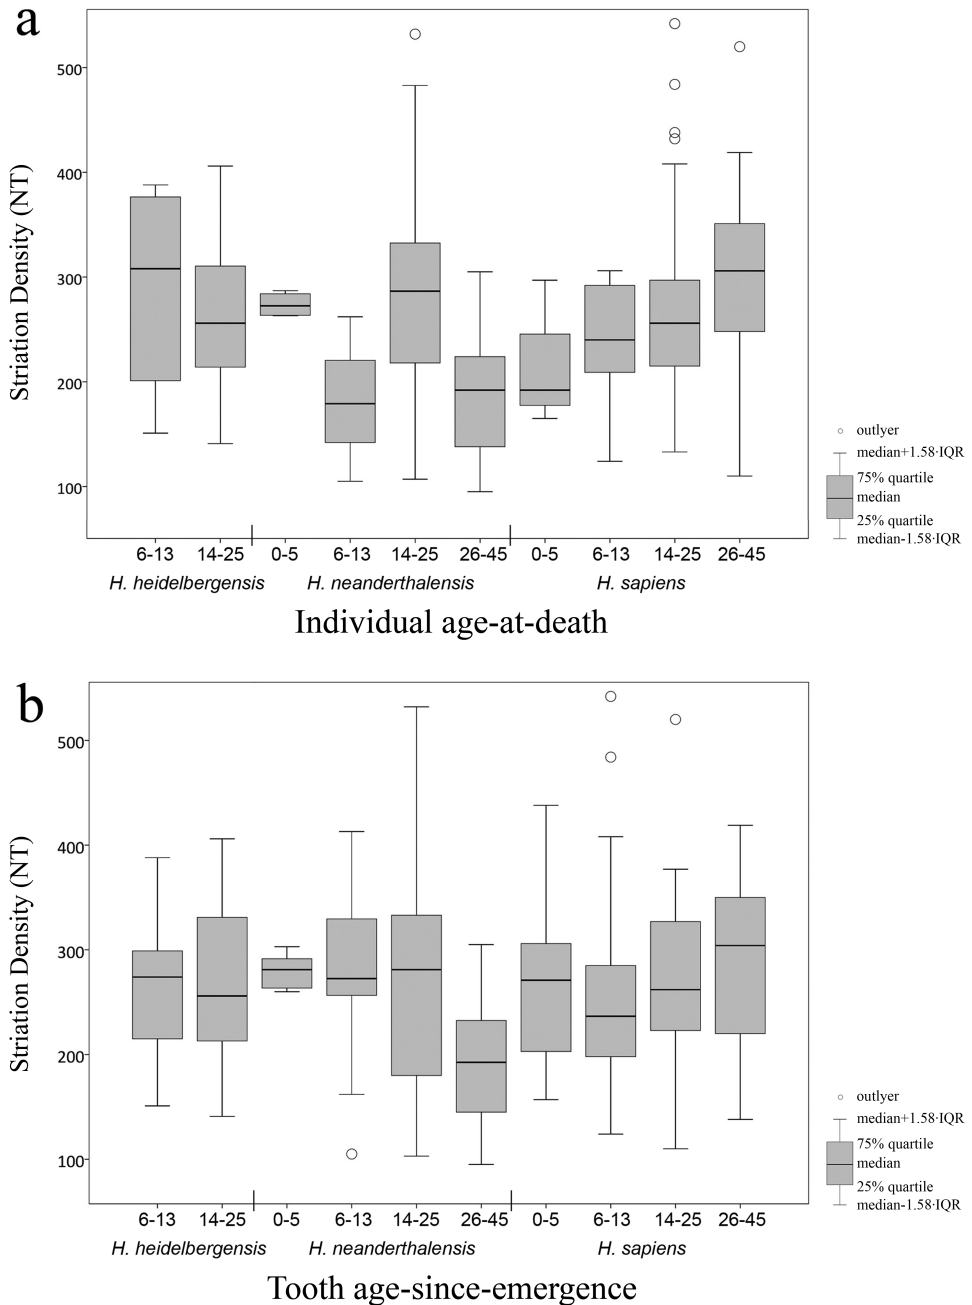 a
Striation Density (NT)
500
400
300
200
100
6-13 14-25 0-5 6-13 14-25 26-45 0-5 6-13 14-25 26-45
H. heidelbergensis H. neanderthalensis H. sapiens
Individual age-at-death
outlyer
median+1.58·IQR
75% quartile
median
25% quartile
median-1.58·IQR
b
Striation Density (NT)
500
400
300
200
100
6-13 14-25 0-5 6-13 14-25 26-45 0-5 6-13 14-25 26-45
H. heidelbergensis H. neanderthalensis H. sapiens
Tooth age-since-emergence
outlyer
median+1.58·IQR
75% quartile
median
25% quartile
median-1.58·IQR